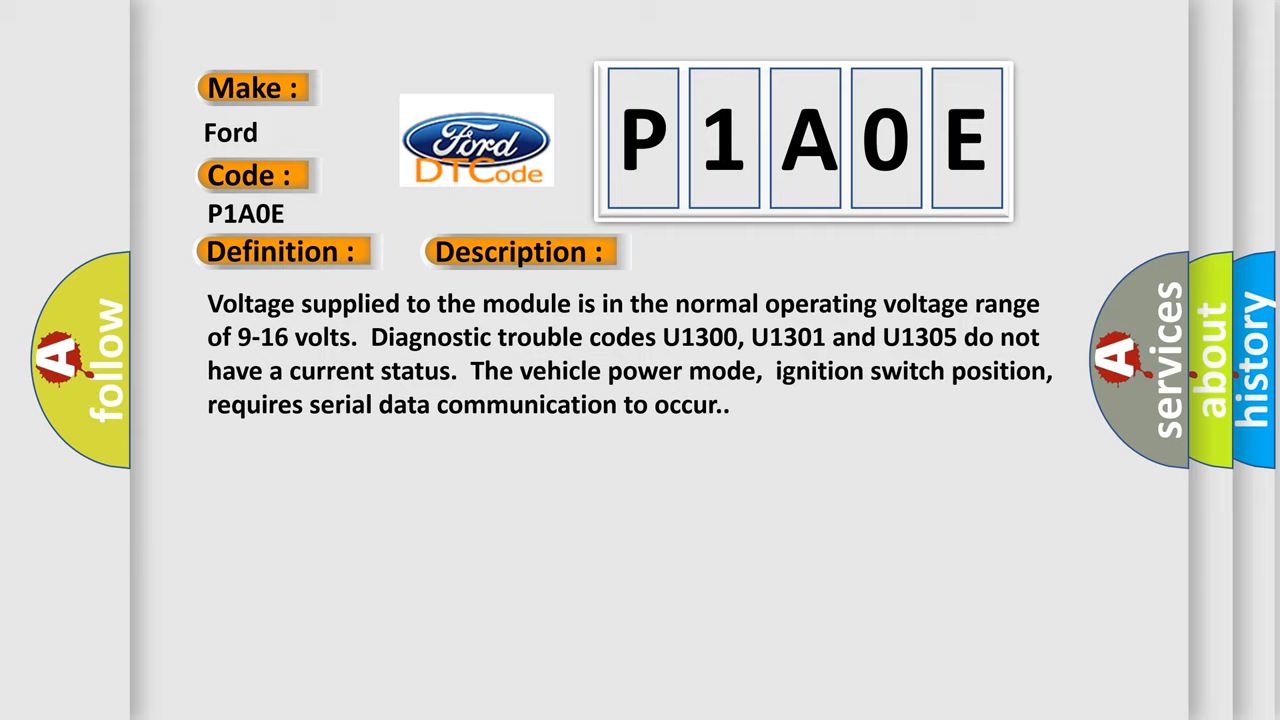 Make :
Ford
Code :
P1A0E
Ford
DTCode
P 1 A 0 E
Definition :
Description :
Voltage supplied to the module is in the normal operating voltage range
of 9-16 volts  Diagnostic trouble codes U1300, U1301 and U1305 do not
have a current status  The vehicle power mode,  ignition switch position,
requires serial data communication to occur..
A follow
A services
about
history